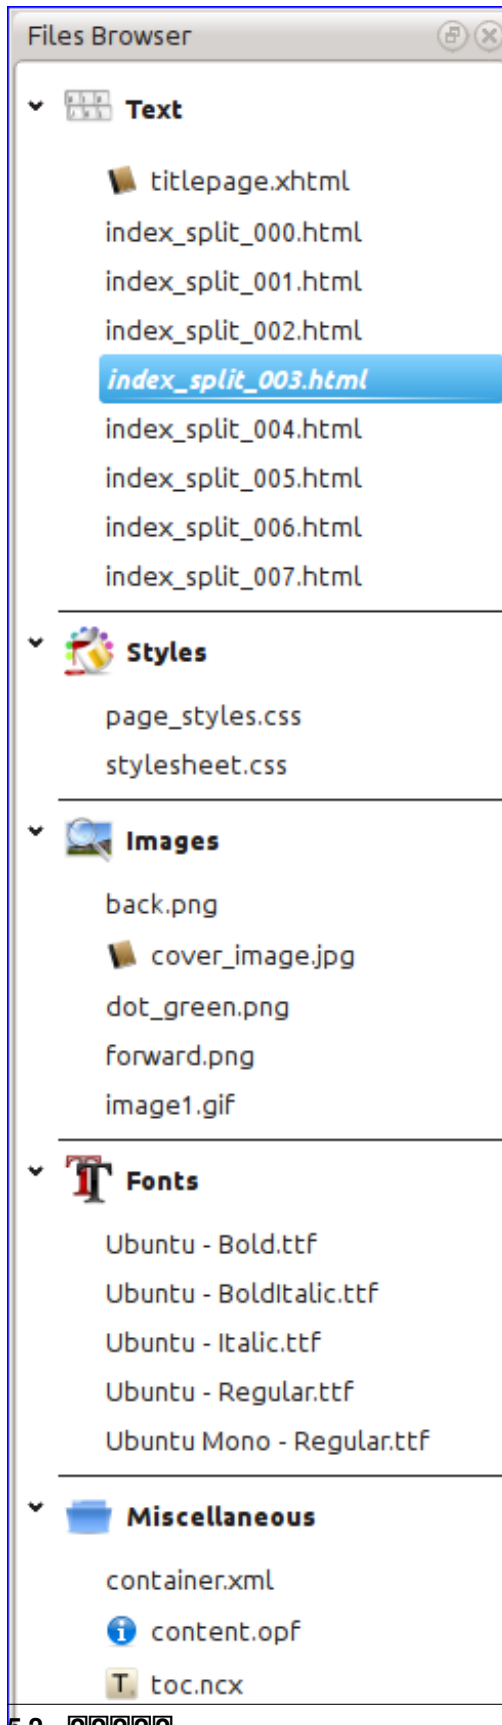 Files Browser
Text
titlepage.xhtml
index_split_000.html
index_split_001.html
index_split_002.html
index_split_003.html
index_split_004.html
index_split_005.html
index_split_006.html
index_split_007.html
Styles
page_styles.css
stylesheet.css
Images
back.png
cover_image.jpg
dot_green.png
forward.png
image1.gif
Fonts
Ubuntu - Bold.ttf
Ubuntu - BoldItalic.ttf
Ubuntu - Italic.ttf
Ubuntu - Regular.ttf
Ubuntu Mono - Regular.ttf
Miscellaneous
container.xml
content.opf
T toc.ncx